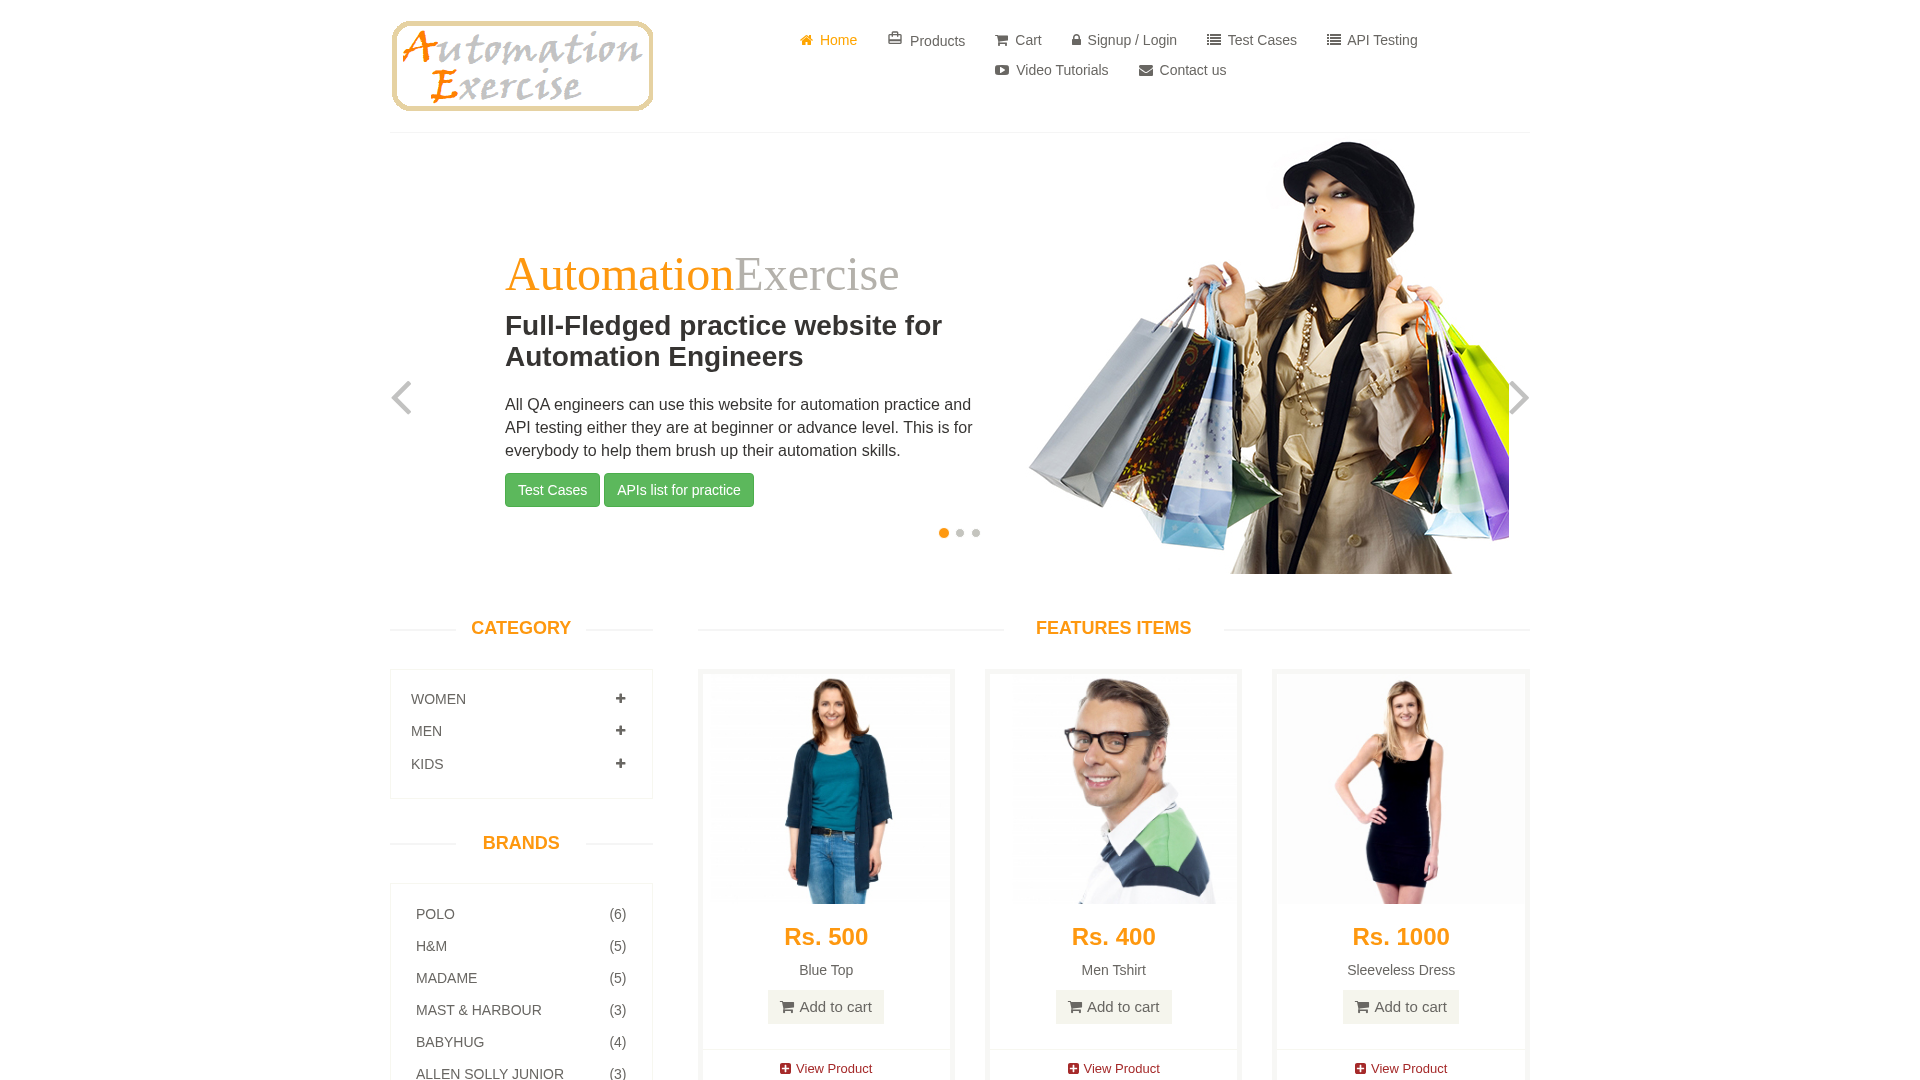 Automation
Exercise
Home
Products
Cart
Signup / Login
Test Cases
API Testing
Video Tutorials
Contact us
AutomationExercise
Full-Fledged practice website for
Automation Engineers
All QA engineers can use this website for automation practice and
API testing either they are at beginner or advance level. This is for
everybody to help them brush up their automation skills.
Test Cases
APIs list for practice
CATEGORY
WOMEN
MEN
KIDS
BRANDS
POLO (6)
H&M (5)
MADAME (5)
MAST & HARBOUR (3)
BABYHUG (4)
ALLEN SOLLY JUNIOR (3)
FEATURES ITEMS
Rs. 500
Blue Top
Add to cart
View Product
Rs. 400
Men Tshirt
Add to cart
View Product
Rs. 1000
Sleeveless Dress
Add to cart
View Product